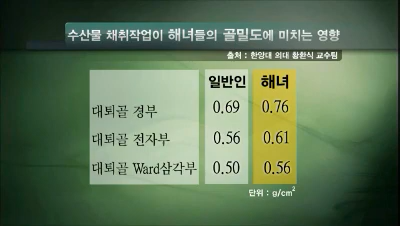 수산물 채취작업이 해녀들의 골밀도에 미치는 영향
출처 : 한양대 의대 황환식 교수팀
일반인 해녀
대퇴골 경부 0.69 0.76
대퇴골 전자부 0.56 0.61
대퇴골 Ward삼각부 0.50 0.56
단위 : g/cm²